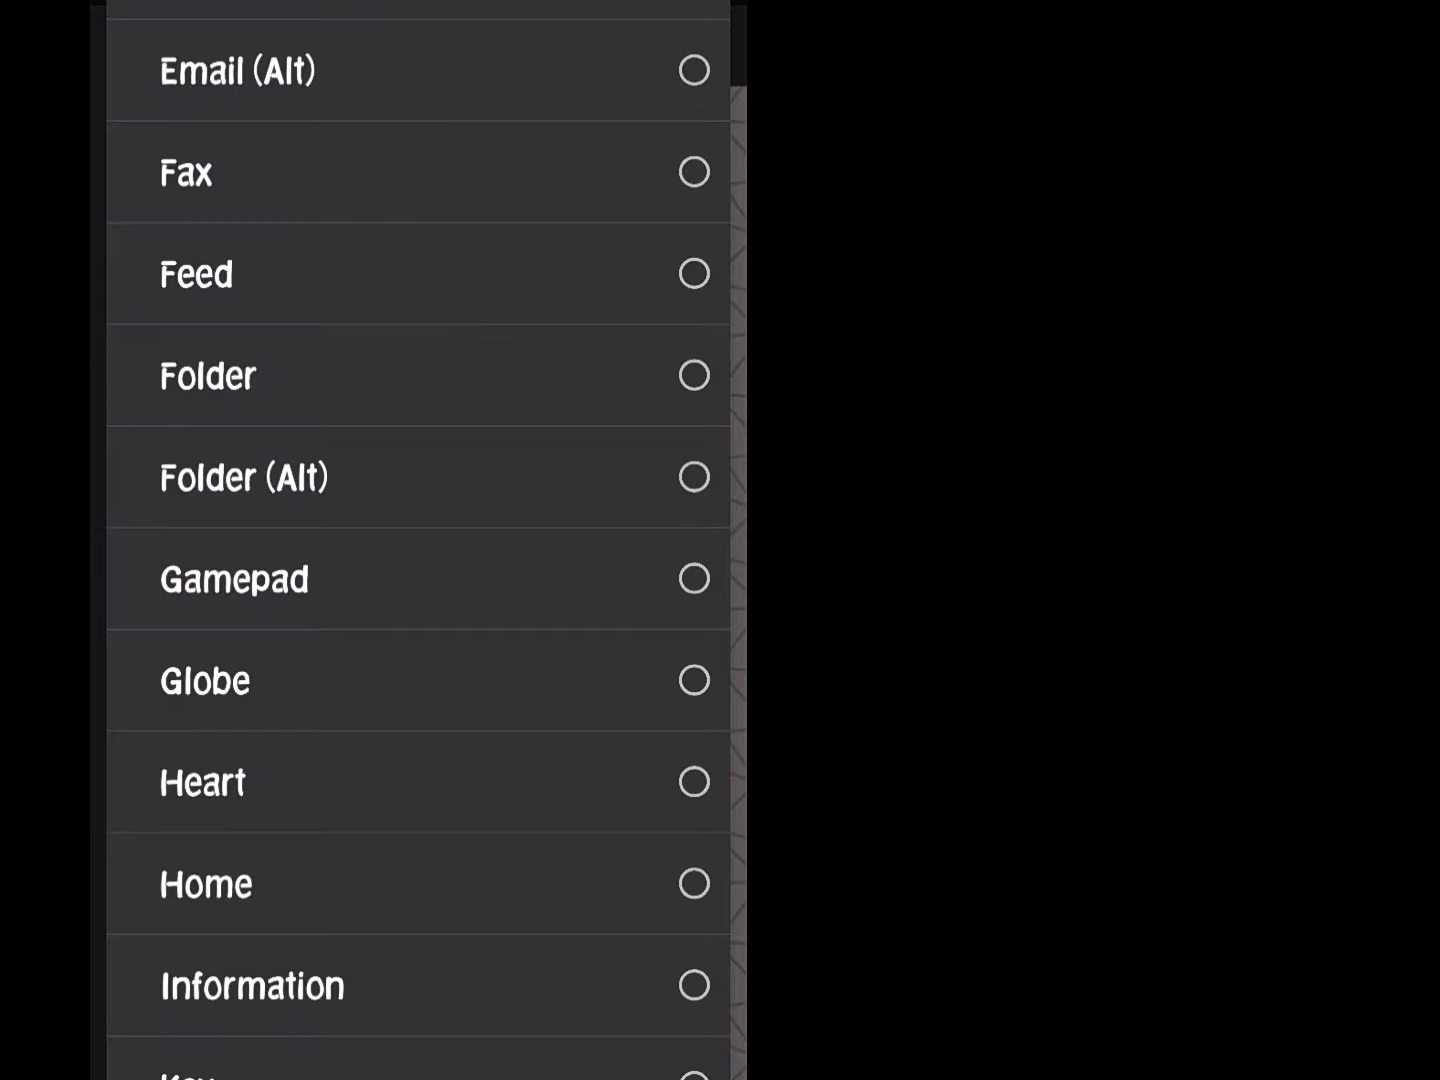 Email (Alt)
Fax
Feed
Folder
Folder (Alt)
Gamepad
Globe
Heart
Home
Information